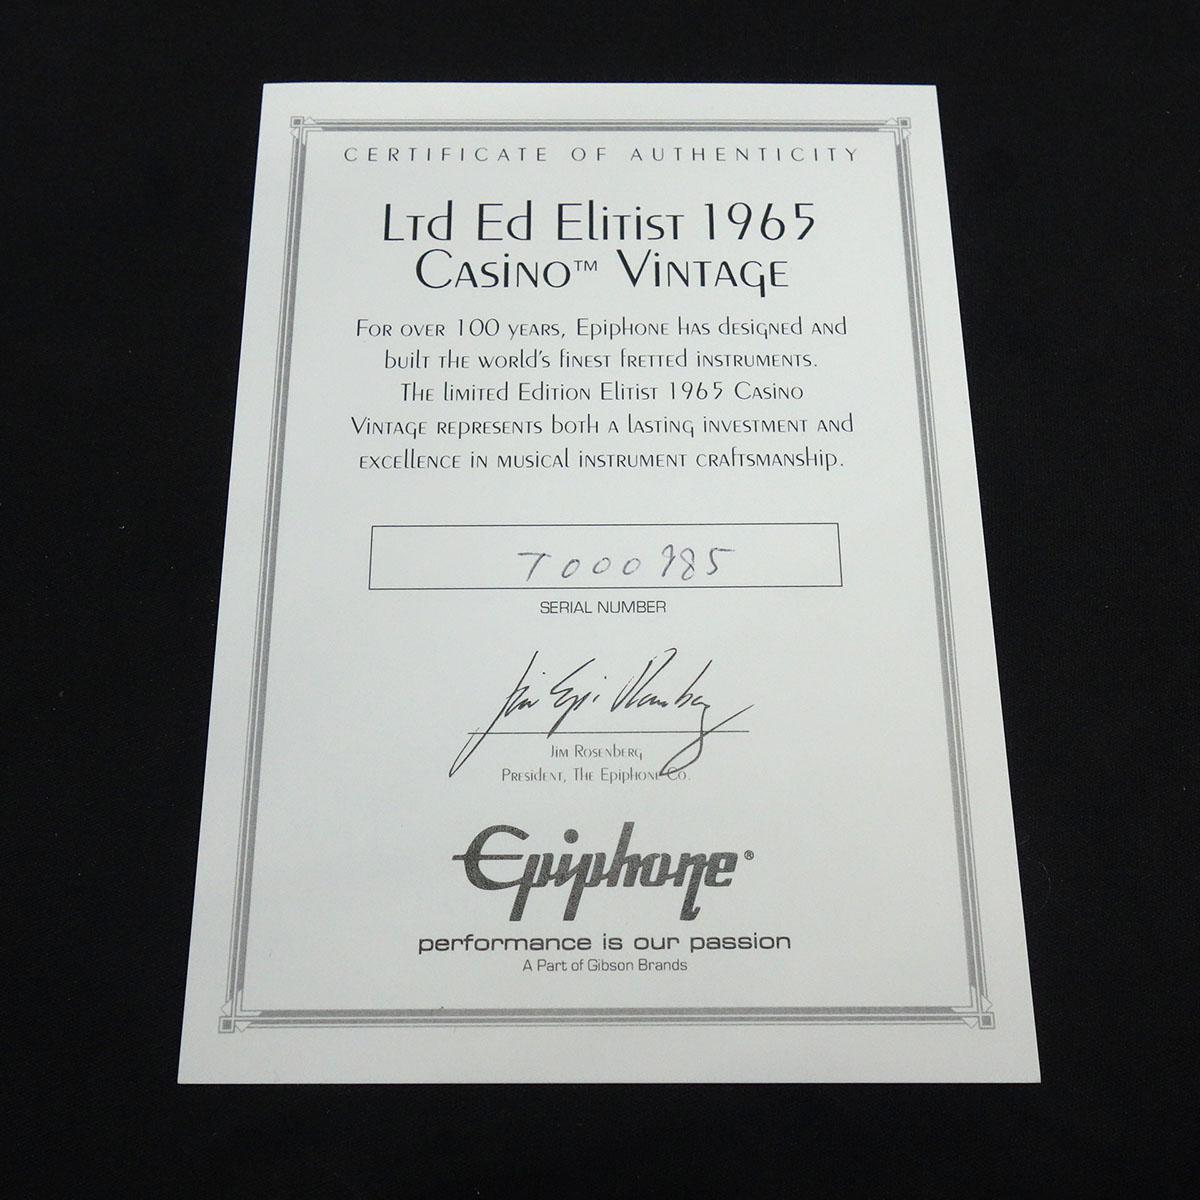 CERTIFICATE OF AUTHENTICITY
Ltd Ed Elitist 1965
Casino™ Vintage
For over 100 years, Epiphone has designed and
built the world's finest fretted instruments.
The limited Edition Elitist 1965 Casino
Vintage represents both a lasting investment and
excellence in musical instrument craftsmanship.
T000985
SERIAL NUMBER
Jim "Epi" Rosenberg
Jim Rosenberg
President, The Epiphone Co.
Epiphone®
performance is our passion
A Part of Gibson Brands